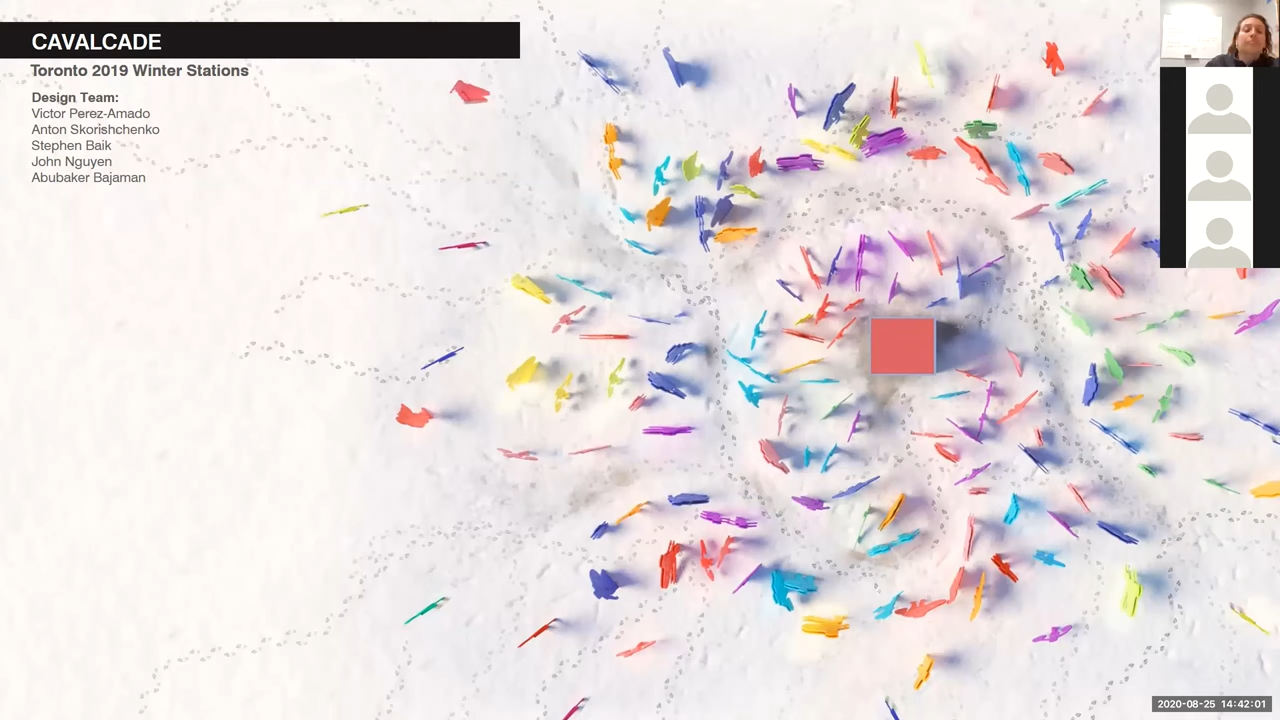 CAVALCADE
Toronto 2019 Winter Stations
Design Team:
Victor Perez-Amado
Anton Skorishchenko
Stephen Baik
John Nguyen
Abubaker Bajaman
2020-08-25 14:42:01